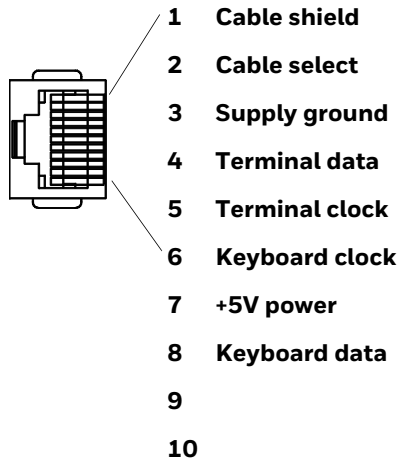 1 Cable shield
2 Cable select
3 Supply ground
4 Terminal data
5 Terminal clock
6 Keyboard clock
7 +5V power
8 Keyboard data
9
10